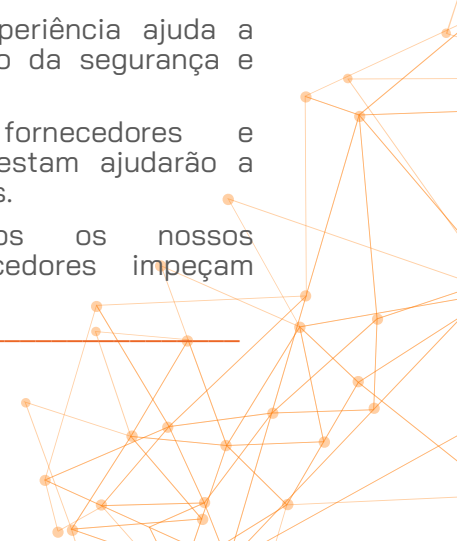 periência ajuda a
o da segurança e
fornecedores e
estam ajudarão a
s.
os os nossos
cedores impeçam